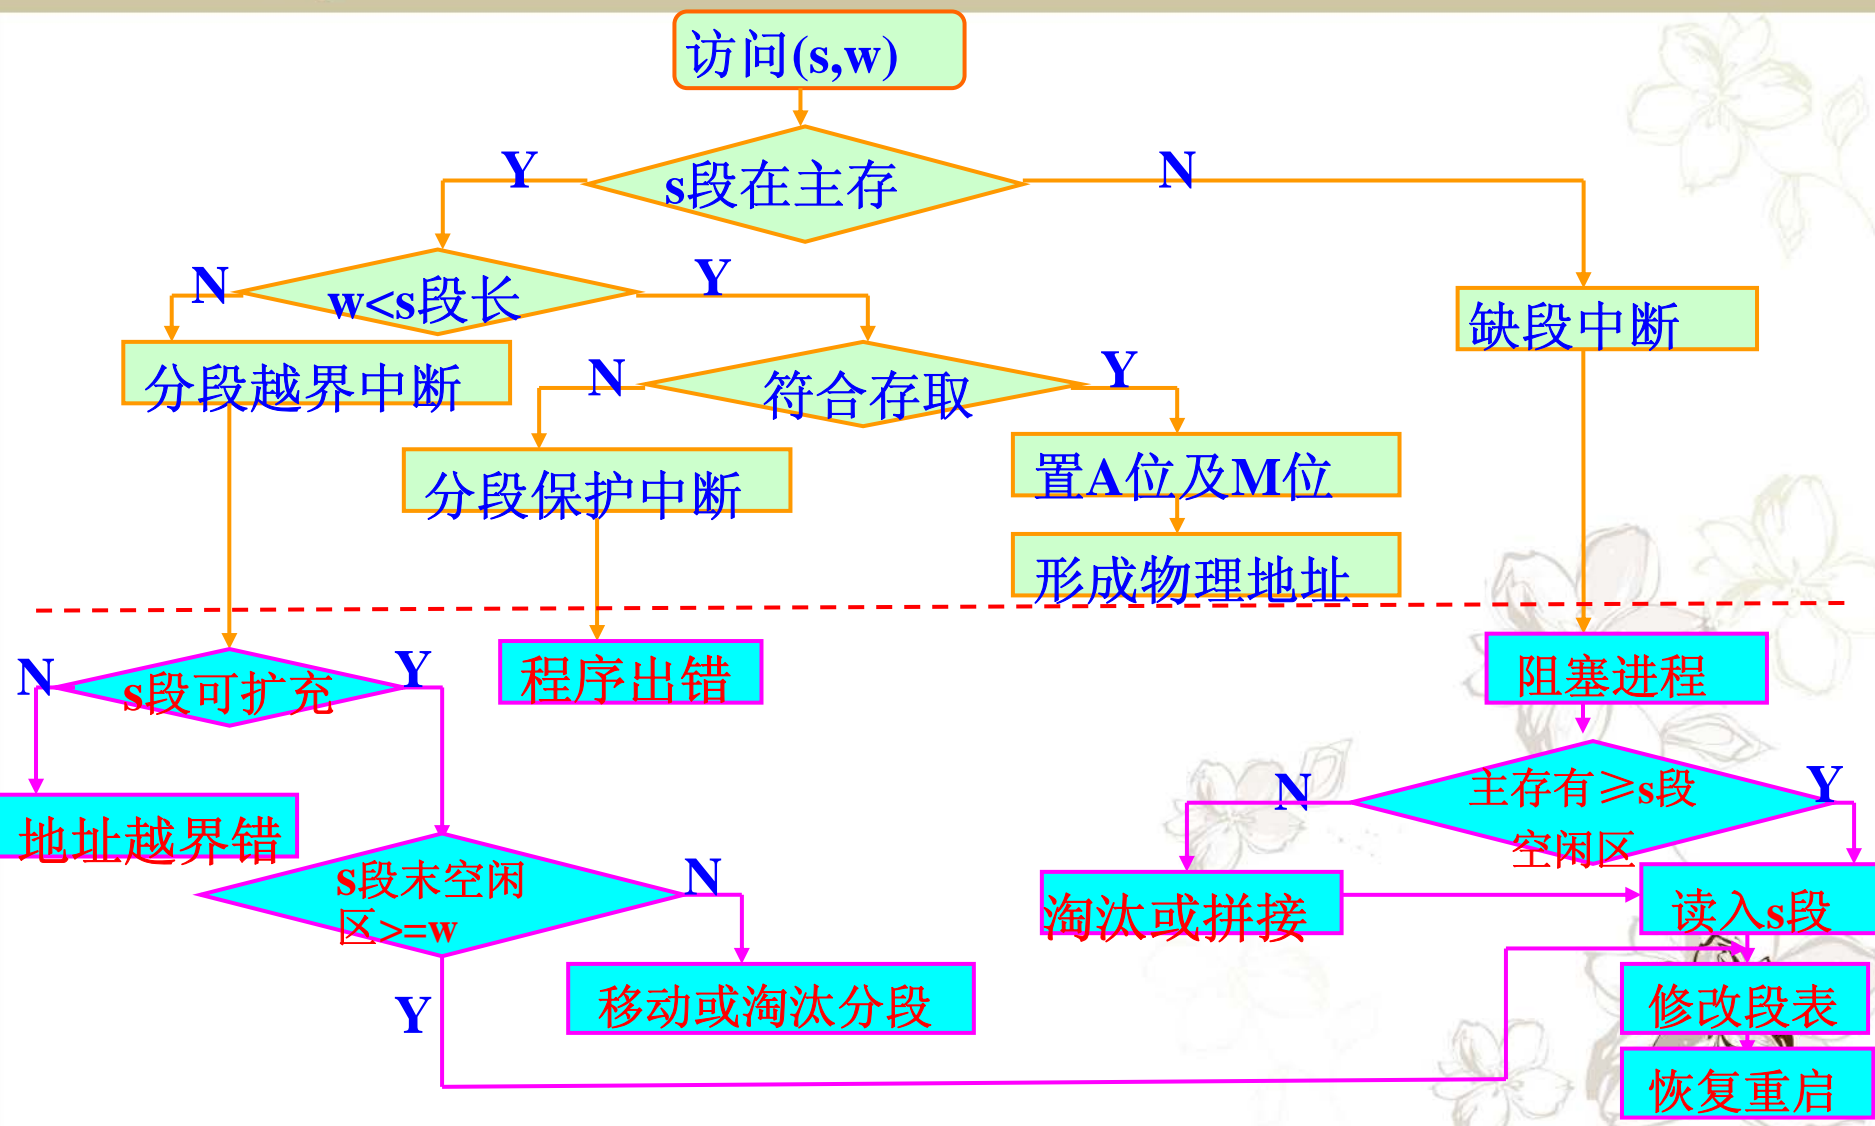 访问(s,w)
Y
N
s段在主存
N
Y
w<s段长
缺段中断
分段越界中断
N
Y
符合存取
分段保护中断
置A位及M位
形成物理地址
N
Y
s段可扩充
程序出错
阻塞进程
N
Y
主存有≥s段
空闲区
地址越界错
s段末空闲
区>=w
N
淘汰或拼接
读入s段
Y
移动或淘汰分段
修改段表
恢复重启